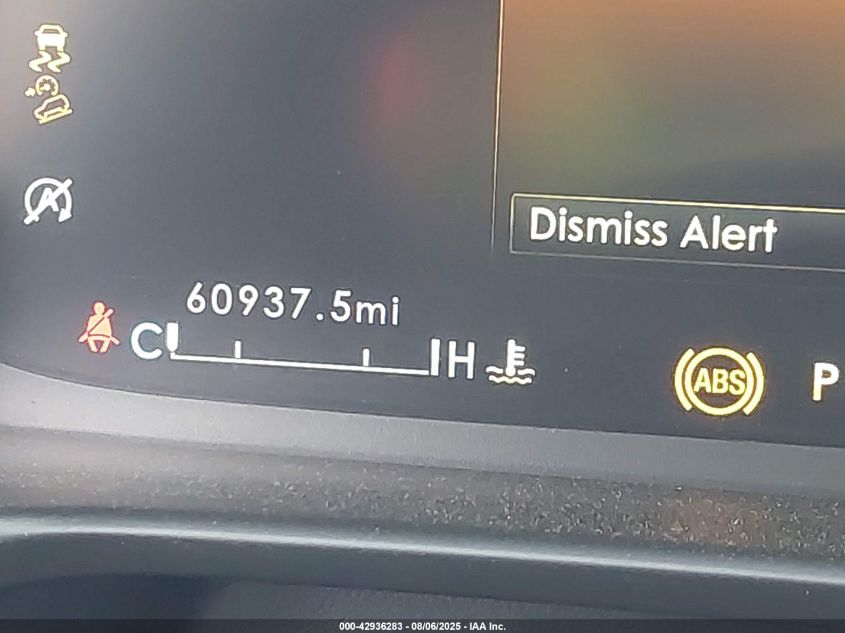 Dismiss Alert
60937.5mi
C H
ABS P
000-42936283 - 08/06/2025 - IAA Inc.